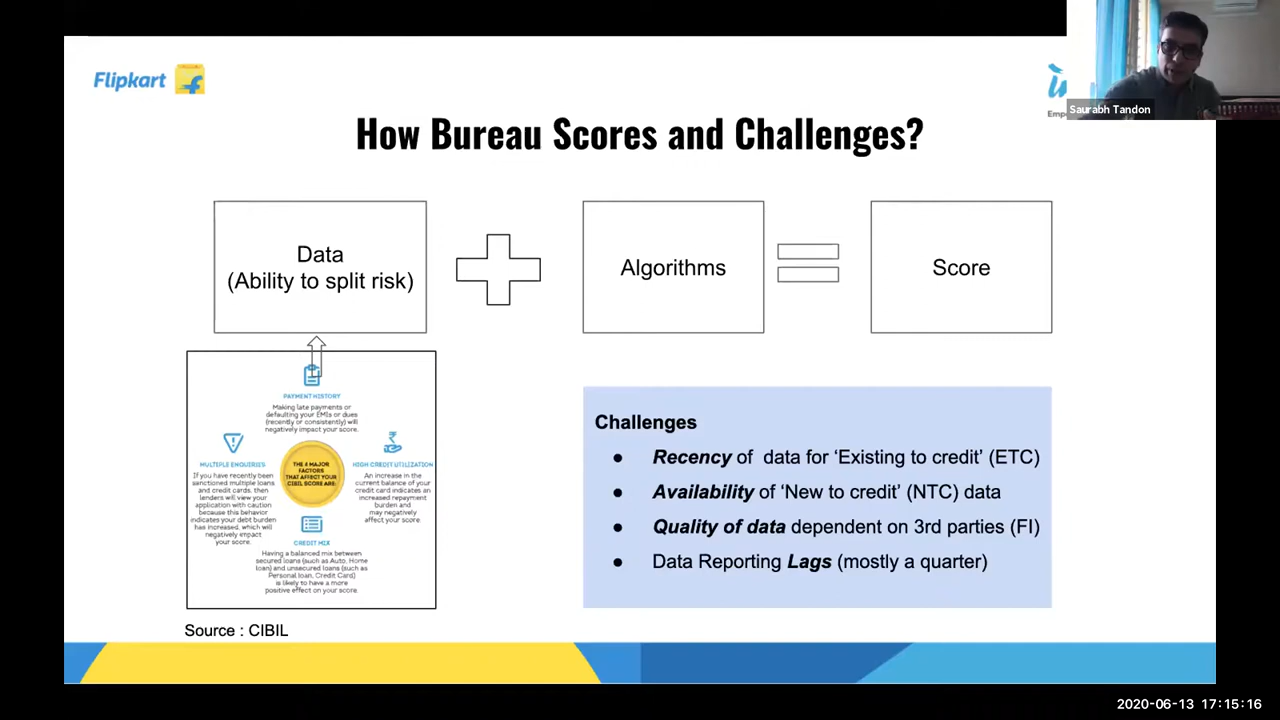 Flipkart
Saurabh Tandon
How Bureau Scores and Challenges?
Data
(Ability to split risk)
Algorithms
Score
PAYMENT HISTORY
Making late payments or
defaulting your EMIs or dues
(recently or consistently) will
negatively impact your score.
MULTIPLE ENQUIRIES
If you have recently been
sanctioned multiple loans
and credit cards, then
lenders will view your
application with caution
because this behavior
indicates your debt burden
has increased, which will
negatively impact
your score.
THE 4 MAJOR
FACTORS
THAT AFFECT YOUR
CIBIL SCORE ARE:
HIGH CREDIT UTILIZATION
An increase in the
current balance of your
credit card indicates an
increased repayment
burden and
may negatively
affect your score
CREDIT MIX
Having a balanced mix between
secured loans (such as Auto, Home
loan) and unsecured loans (such as
Personal loan, Credit Card)
is likely to have a more
positive effect on your score.
Challenges
● Recency of data for ‘Existing to credit’ (ETC)
● Availability of ‘New to credit’ (NTC) data
● Quality of data dependent on 3rd parties (FI)
● Data Reporting Lags (mostly a quarter)
Source : CIBIL
2020-06-13 17:15:16